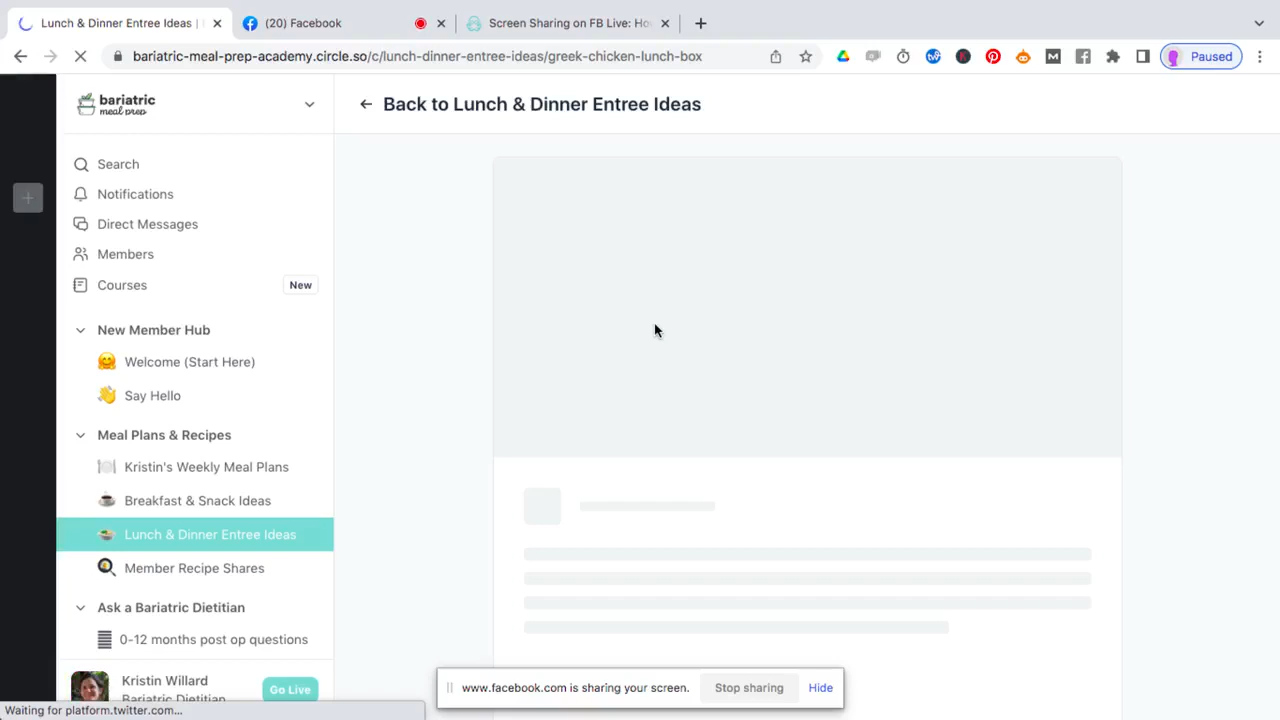 Lunch & Dinner Entree Ideas |
(20) Facebook
Screen Sharing on FB Live: Ho
bariatric-meal-prep-academy.circle.so/c/lunch-dinner-entree-ideas/greek-chicken-lunch-box
Paused
bariatric
meal prep
Back to Lunch & Dinner Entree Ideas
Search
Notifications
Direct Messages
Members
Courses
New
New Member Hub
Welcome (Start Here)
Say Hello
Meal Plans & Recipes
Kristin's Weekly Meal Plans
Breakfast & Snack Ideas
Lunch & Dinner Entree Ideas
Member Recipe Shares
Ask a Bariatric Dietitian
0-12 months post op questions
Kristin Willard
Bariatric Dietitian
Go Live
www.facebook.com is sharing your screen.
Stop sharing
Hide
Waiting for platform.twitter.com...